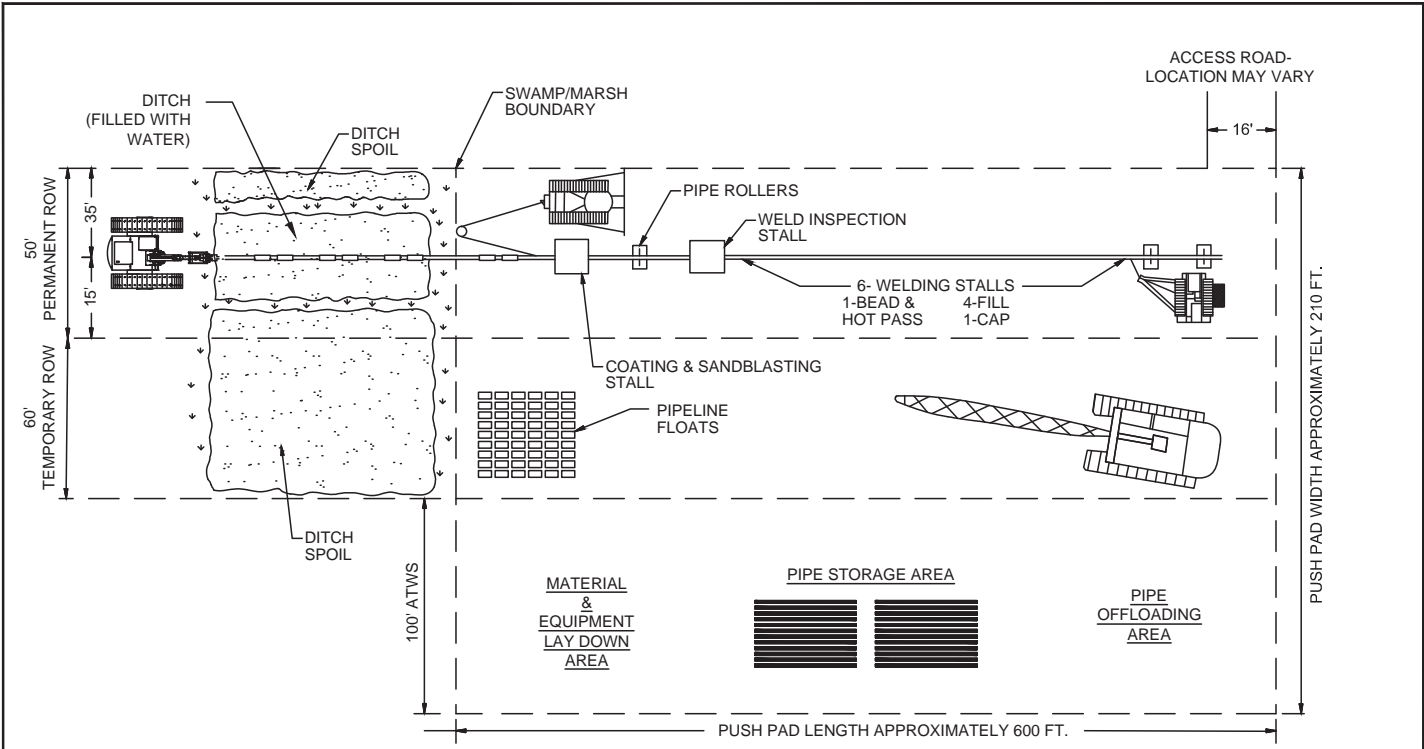 ACCESS ROAD-
LOCATION MAY VARY
16'
DITCH
(FILLED WITH
WATER)
SWAMP/MARSH
BOUNDARY
DITCH
SPOIL
PIPE ROLLERS
WELD INSPECTION
STALL
50'
PERMANENT ROW
35'
15'
6- WELDING STALLS
1-BEAD &
HOT PASS
4-FILL
1-CAP
COATING & SANDBLASTING
STALL
PIPELINE
FLOATS
60'
TEMPORARY ROW
DITCH
SPOIL
100' ATWS
MATERIAL
&
EQUIPMENT
LAY DOWN
AREA
PIPE STORAGE AREA
PIPE
OFFLOADING
AREA
PUSH PAD WIDTH APPROXIMATELY 210 FT.
PUSH PAD LENGTH APPROXIMATELY 600 FT.